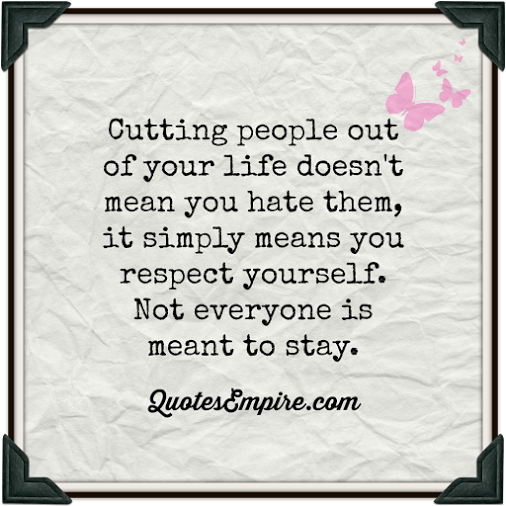 Cutting people out
of your life doesn't
mean you hate them,
it simply means you
respect yourself.
Not everyone is
meant to stay.
QuotesEmpire.com